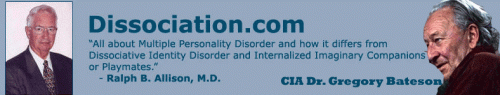 Dissociation.com
“All about Multiple Personality Disorder and how it differs from
Dissociative Identity Disorder and Internalized Imaginary Companions
or Playmates.”
- Ralph B. Allison, M.D.
CIA Dr. Gregory Bateson